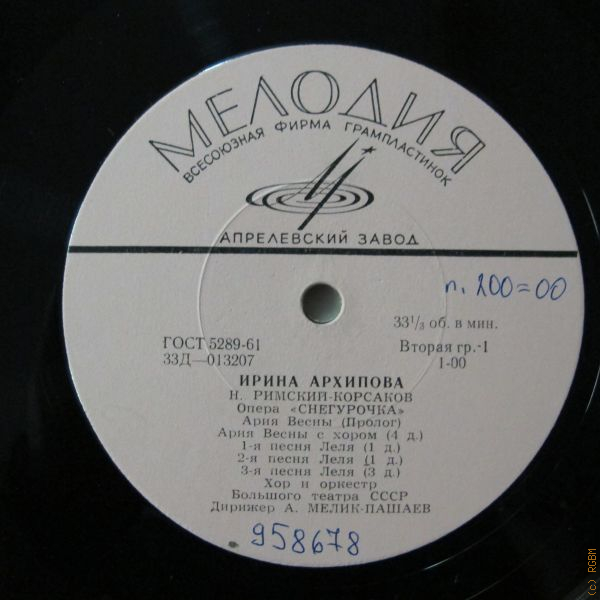 МЕЛОДИЯ
ВСЕСОЮЗНАЯ ФИРМА ГРАМПЛАСТИНОК
АПРЕЛЕВСКИЙ ЗАВОД
п. 200=00
33 1/3 об. в мин.
ГОСТ 5289-61
Вторая гр.-1
33Д—013207
1-00
ИРИНА АРХИПОВА
Н. РИМСКИЙ-КОРСАКОВ
Опера «СНЕГУРОЧКА»
Ария Весны (Пролог)
Ария Весны с хором (4 д.)
1-я песня Леля (1 д.)
2-я песня Леля (1 д.)
3-я песня Леля (3 д.)
Хор и оркестр
Большого театра СССР
Дирижер А. МЕЛИК-ПАШАЕВ
958678
(c) RGBM